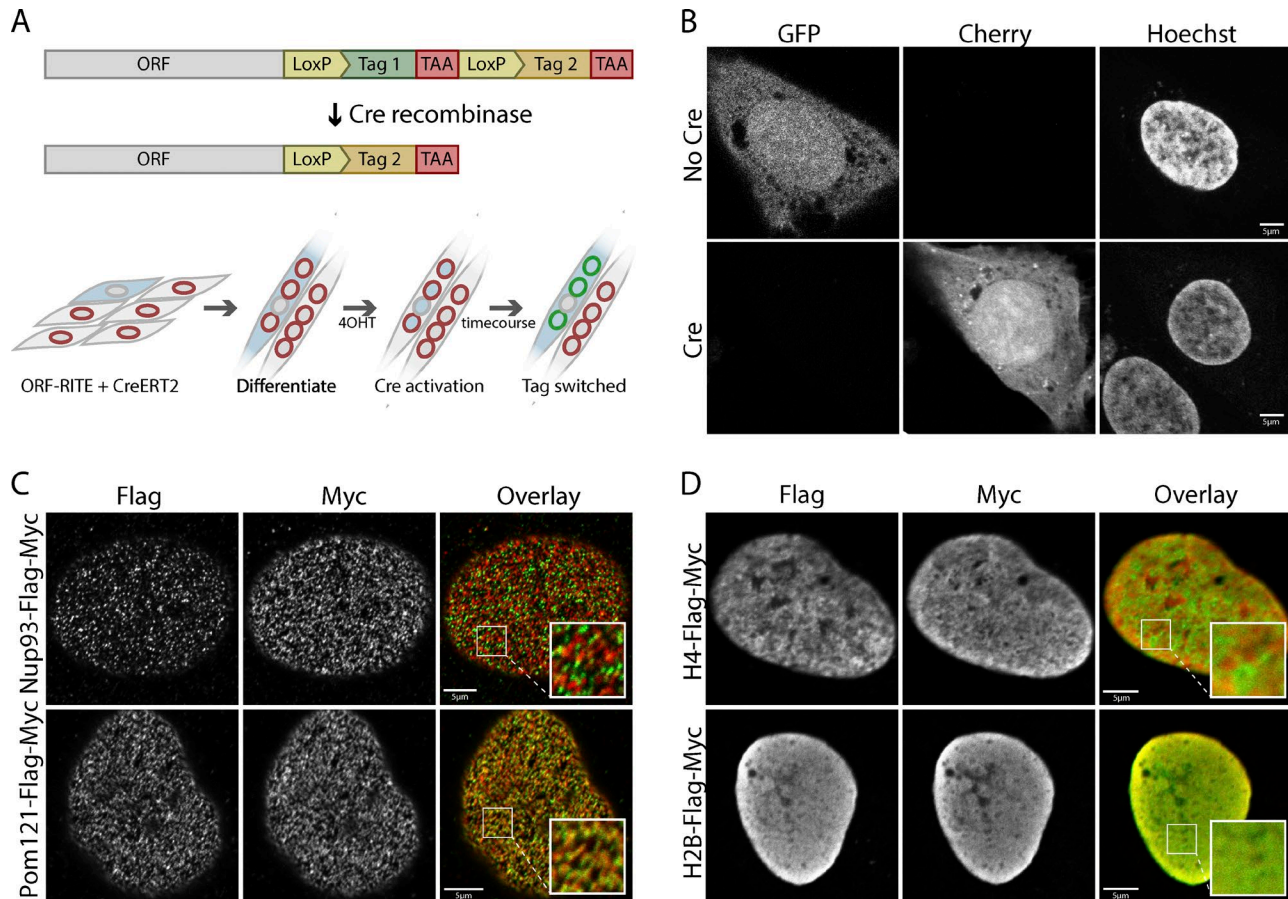 A
ORF LoxP Tag 1 TAA LoxP Tag 2 TAA
Cre recombinase
ORF LoxP Tag 2 TAA
4OHT timecourse
ORF-RITE + CreERT2 Differentiate Cre activation Tag switched
B
GFP Cherry Hoechst
No Cre
5µm
Cre
5µm
C
Flag Myc Overlay
Nup93-Flag-Myc
5µm
Pom121-Flag-Myc
5µm
D
Flag Myc Overlay
H4-Flag-Myc
5µm
H2B-Flag-Myc
5µm